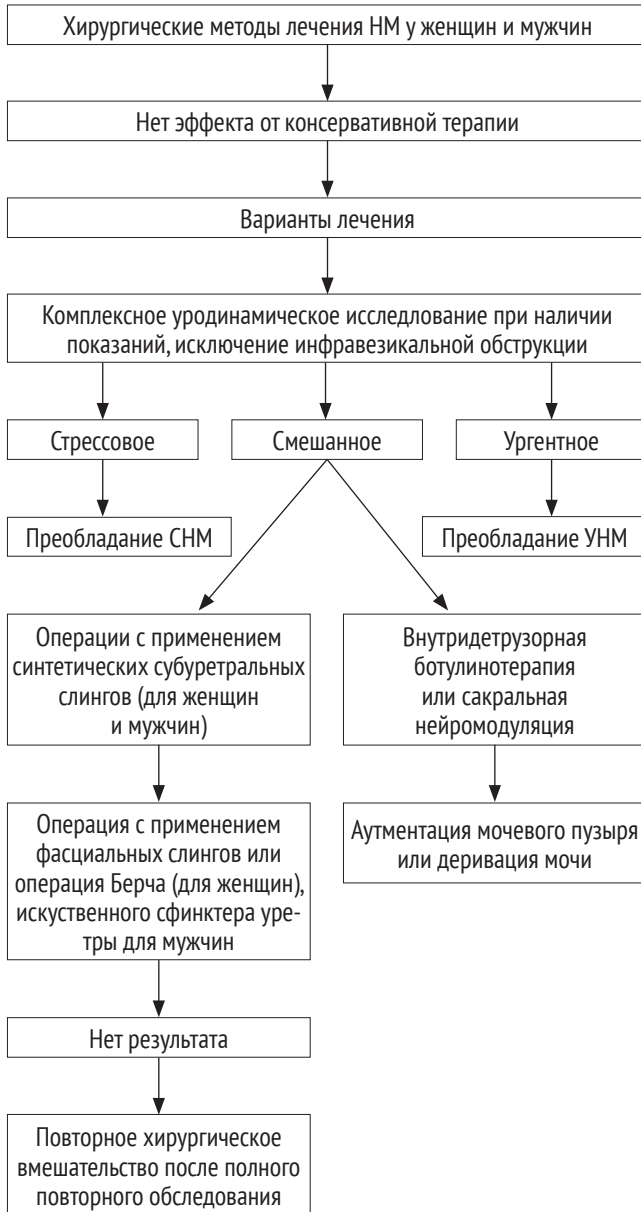 Хирургические методы лечения НМ у женщин и мужчин
Нет эффекта от консервативной терапии
Варианты лечения
Комплексное уродинамическое исследлование при наличии
показаний, исключение инфравезикальной обструкции
Стрессовое
Смешанное
Ургентное
Преобладание СНМ
Преобладание УНМ
Операции с применением
синтетических субуретральных
слингов (для женщин
и мужчин)
Внутридетрузорная
ботулинотерапия
или сакральная
нейромодуляция
Операция с применением
фасциальных слингов или
операция Берча (для женщин),
искуственного сфинктера уре-
тры для мужчин
Аутментация мочевого пузыря
или деривация мочи
Нет результата
Повторное хирургическое
вмешательство после полного
повторного обследования